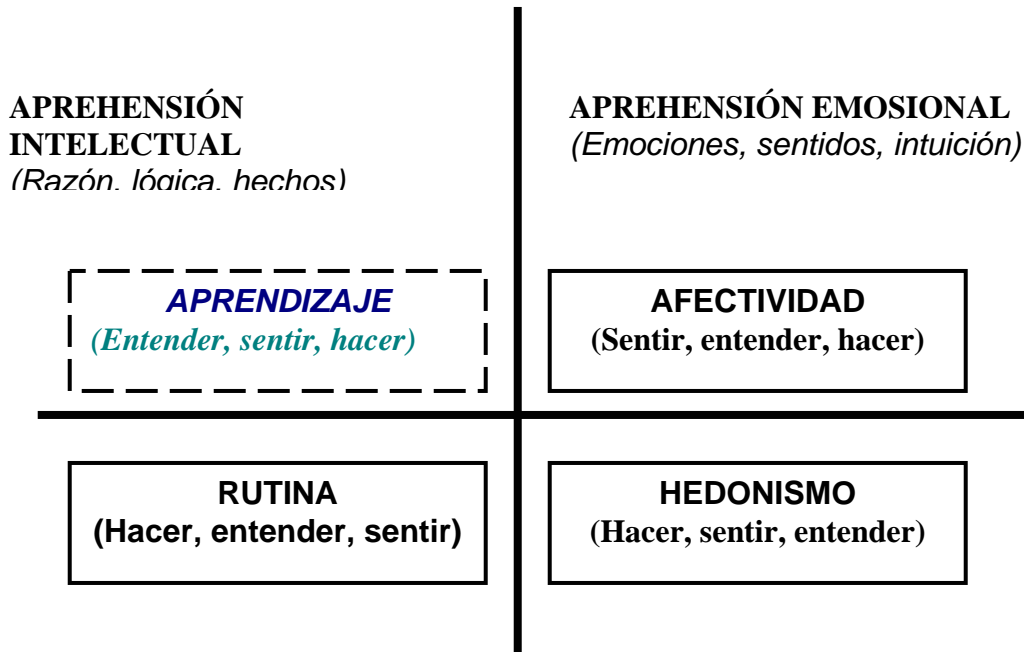 APREHENSIÓN
INTELECTUAL
(Razón, lógica, hechos)
APREHENSIÓN EMOSIONAL
(Emociones, sentidos, intuición)
APRENDIZAJE
(Entender, sentir, hacer)
AFECTIVIDAD
(Sentir, entender, hacer)
RUTINA
(Hacer, entender, sentir)
HEDONISMO
(Hacer, sentir, entender)